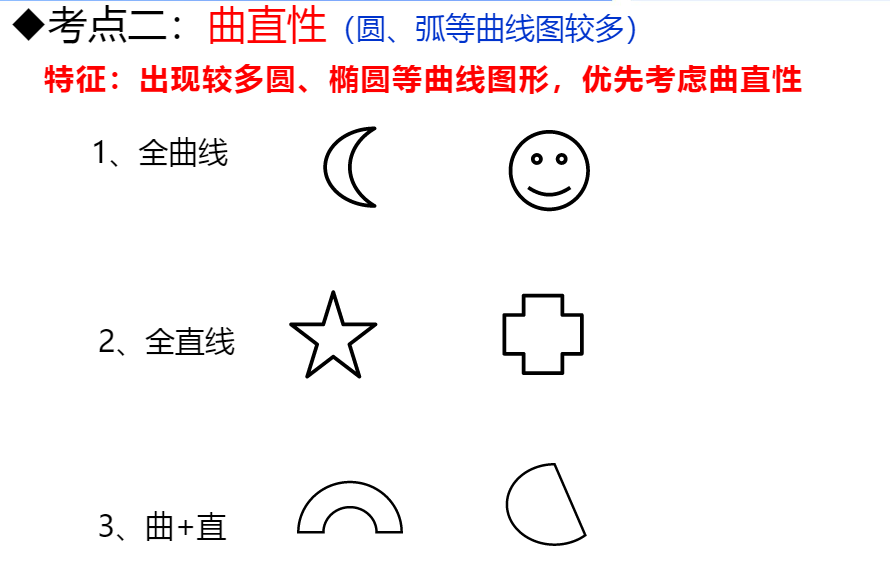 ◆考点二：曲直性（圆、弧等曲线图较多）
特征：出现较多圆、椭圆等曲线图形，优先考虑曲直性
1、全曲线
2、全直线
3、曲+直